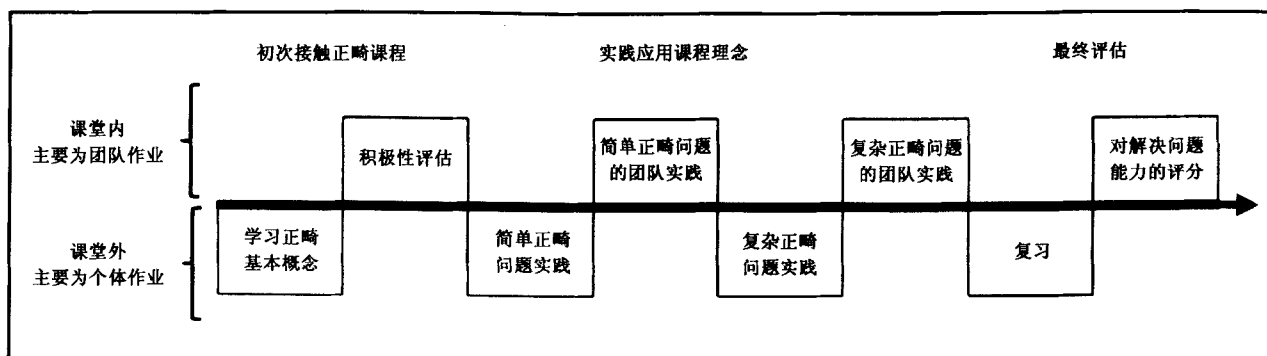 初次接触正畸课程
实践应用课程理念
最终评估
课堂内
主要为团队作业
积极性评估
简单正畸问题
的团队实践
复杂正畸问题
的团队实践
对解决问题
能力的评分
课堂外
主要为个体作业
学习正畸
基本概念
简单正畸
问题实践
复杂正畸
问题实践
复习